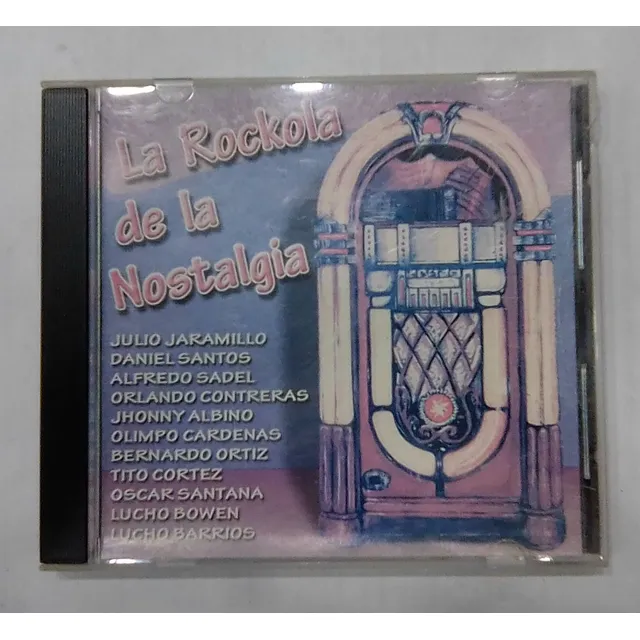 La Rockola
de la
Nostalgia
JULIO JARAMILLO
DANIEL SANTOS
ALFREDO SADEL
ORLANDO CONTRERAS
JHONNY ALBINO
OLIMPO CARDENAS
BERNARDO ORTIZ
TITO CORTEZ
OSCAR SANTANA
LUCHO BOWEN
LUCHO BARRIOS